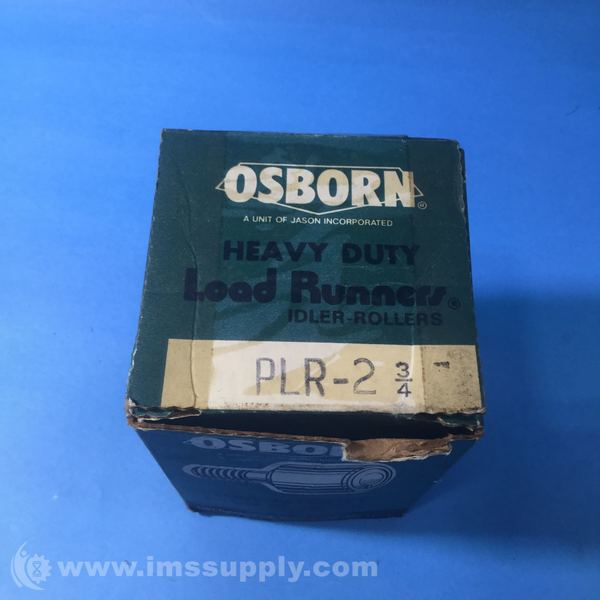 OSBORN®
A UNIT OF JASON INCORPORATED
HEAVY DUTY
Load Runners®
IDLER-ROLLERS
PLR-2 3/4
OSBORN
www.imssupply.com